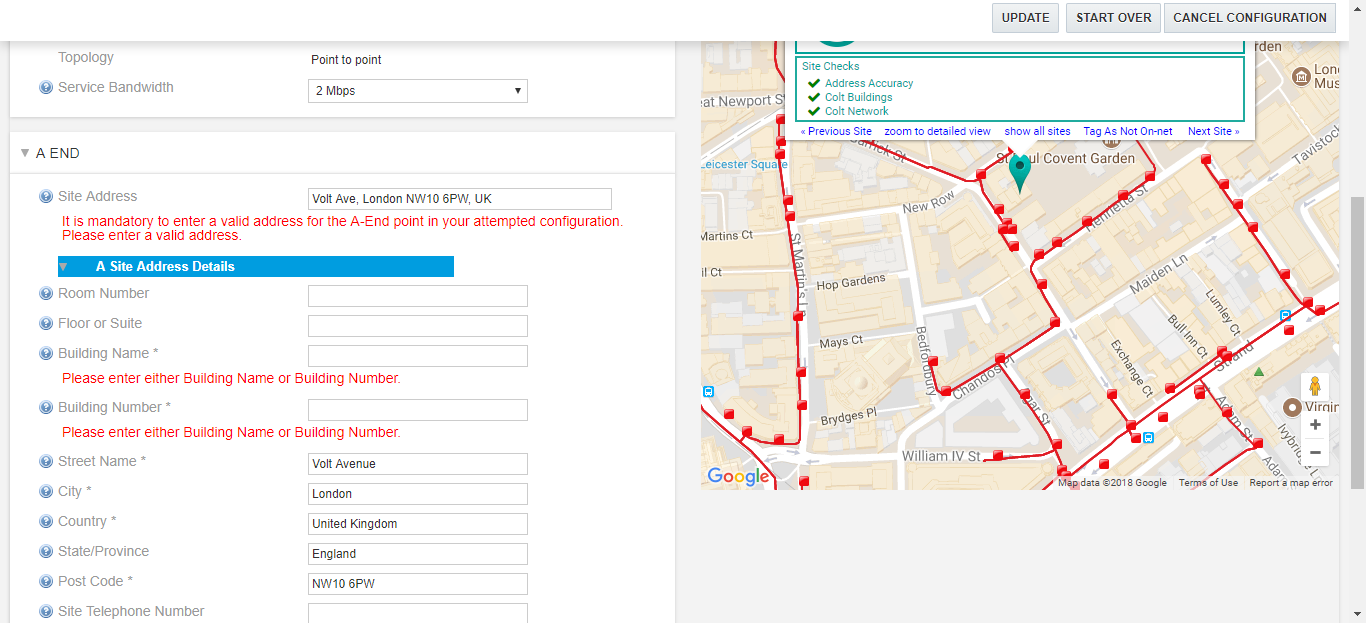 UPDATE
START OVER
CANCEL CONFIGURATION
Topology
Point to point
Service Bandwidth
2 Mbps
A END
Site Address
Volt Ave, London NW10 6PW, UK
It is mandatory to enter a valid address for the A-End point in your attempted configuration.
Please enter a valid address.
A Site Address Details
Room Number
Floor or Suite
Building Name *
Please enter either Building Name or Building Number.
Building Number *
Please enter either Building Name or Building Number.
Street Name *
Volt Avenue
City *
London
Country *
United Kingdom
State/Province
England
Post Code *
NW10 6PW
Site Telephone Number
Site Checks
Address Accuracy
Colt Buildings
Colt Network
« Previous Site
zoom to detailed view
show all sites
Tag As Not On-net
Next Site »
rden
Lon
Mus
eat Newport S
Garrick St
Leicester Square
Covent Garden
Tavistoc
Henrietta St
New Row
Martins Ct
St Martin's Ln
il Ct
Hop Gardens
Maiden Ln
Lumley Ct
Bull Inn Ct
Mays Ct
Bedfordbury
Exchange Ct
Strand
Chandos Pl
gar St
Brydges Pl
Adam St
Virgin
Ivybridge L
Adar
William IV St
Google
Map data ©2018 Google
Terms of Use
Report a map error